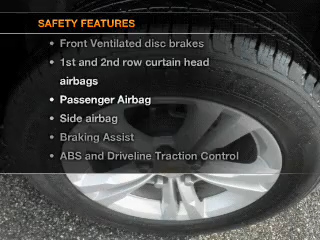 SAFETY FEATURES
• Front Ventilated disc brakes
• 1st and 2nd row curtain head
airbags
• Passenger Airbag
• Side airbag
• Braking Assist
• ABS and Driveline Traction Control